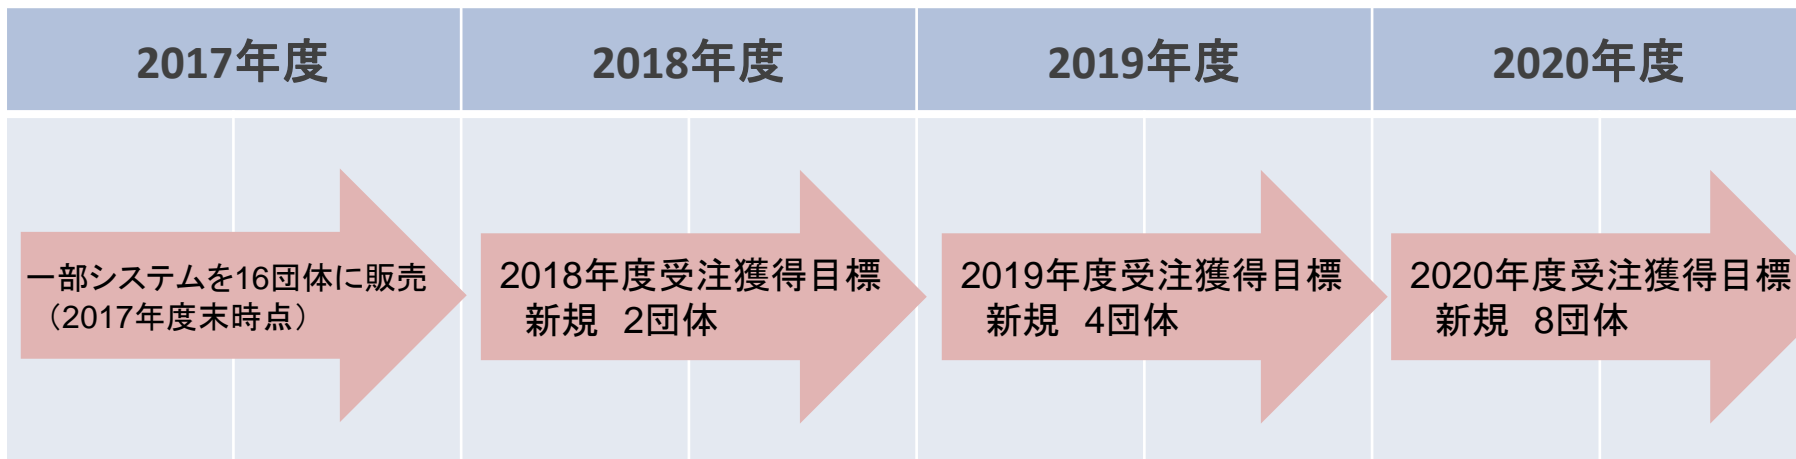 2017年度
2018年度
2019年度
2020年度
一部システムを16団体に販売
（2017年度末時点）
2018年度受注獲得目標
新規　2団体
2019年度受注獲得目標
新規　4団体
2020年度受注獲得目標
新規　8団体